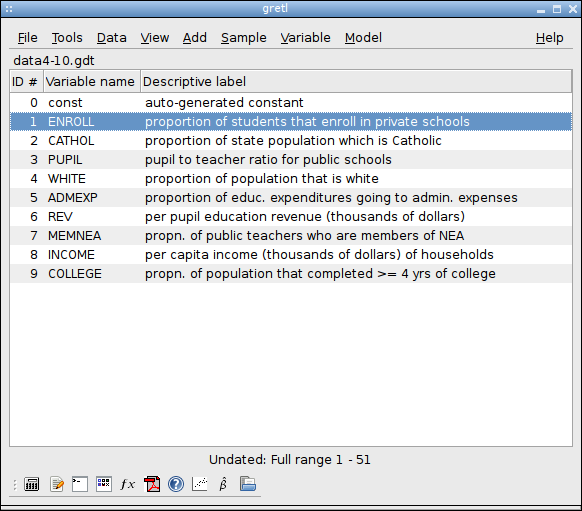 gretl
File Tools Data View Add Sample Variable Model Help
data4-10.gdt
ID # Variable name Descriptive label
0 const auto-generated constant
1 ENROLL proportion of students that enroll in private schools
2 CATHOL proportion of state population which is Catholic
3 PUPIL pupil to teacher ratio for public schools
4 WHITE proportion of population that is white
5 ADMEXP proportion of educ. expenditures going to admin. expenses
6 REV per pupil education revenue (thousands of dollars)
7 MEMNEA propn. of public teachers who are members of NEA
8 INCOME per capita income (thousands of dollars) of households
9 COLLEGE propn. of population that completed >= 4 yrs of college
Undated: Full range 1 - 51
fx β̂